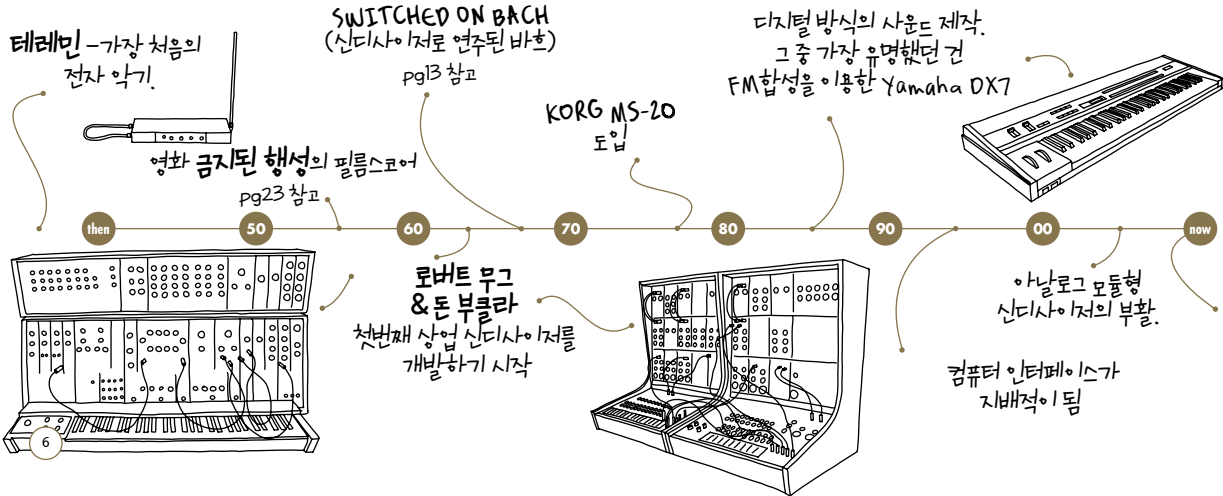 테레민 - 가장 처음의
전자 악기.
SWITCHED ON BACH
(신디사이저로 연주된 바흐)
pg13 참고
디지털 방식의 사운드 제작.
그중 가장 유명했던 건
FM합성을 이용한 Yamaha DX7
KORG MS-20
도입
영화 금지된 행성의 필름스코어
pg23 참고
then
50
60
70
80
90
00
now
로버트 무그
& 돈 부클라
첫번째 상업 신디사이저를
개발하기 시작
아날로그 모듈형
신디사이저의 부활.
컴퓨터 인터페이스가
지배적이 됨
6